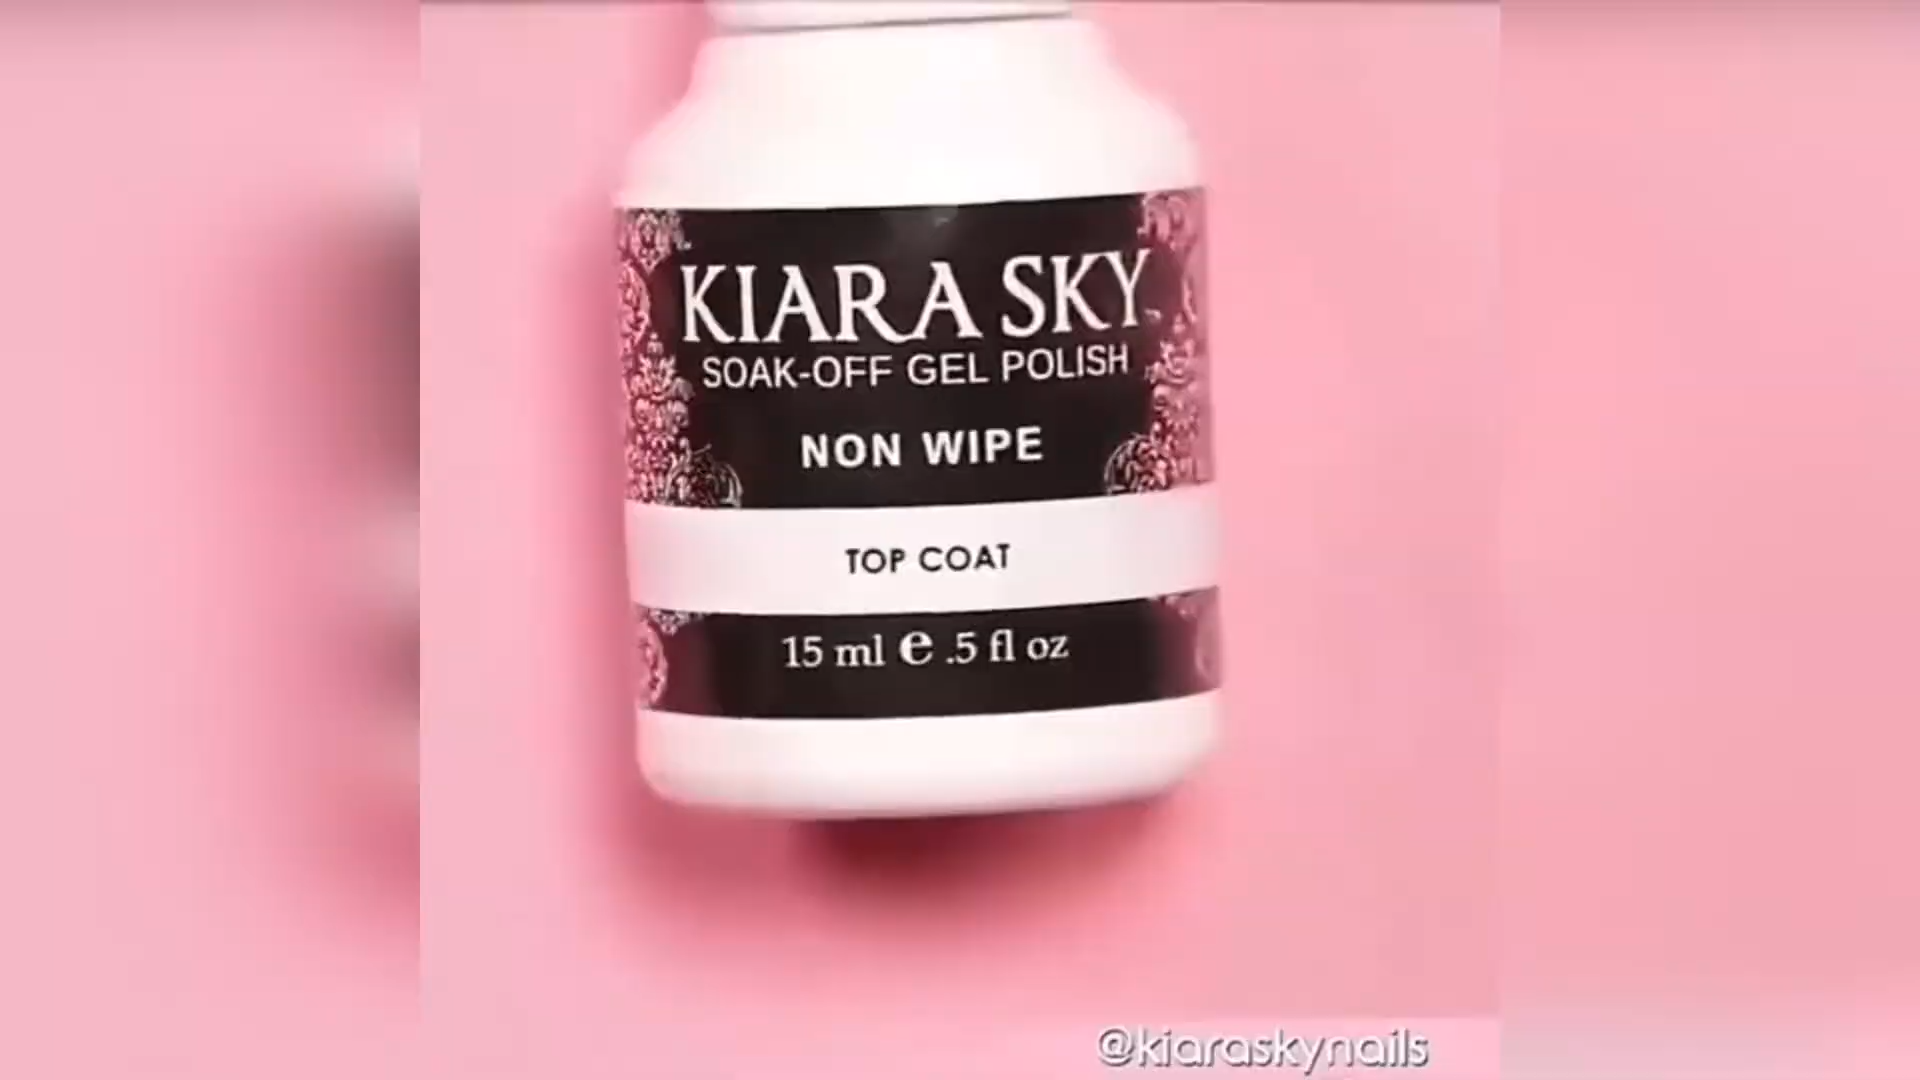 KIARA SKY
SOAK-OFF GEL POLISH
NON WIPE
TOP COAT
15 ml ℮ .5 fl oz
@kiaraskynails